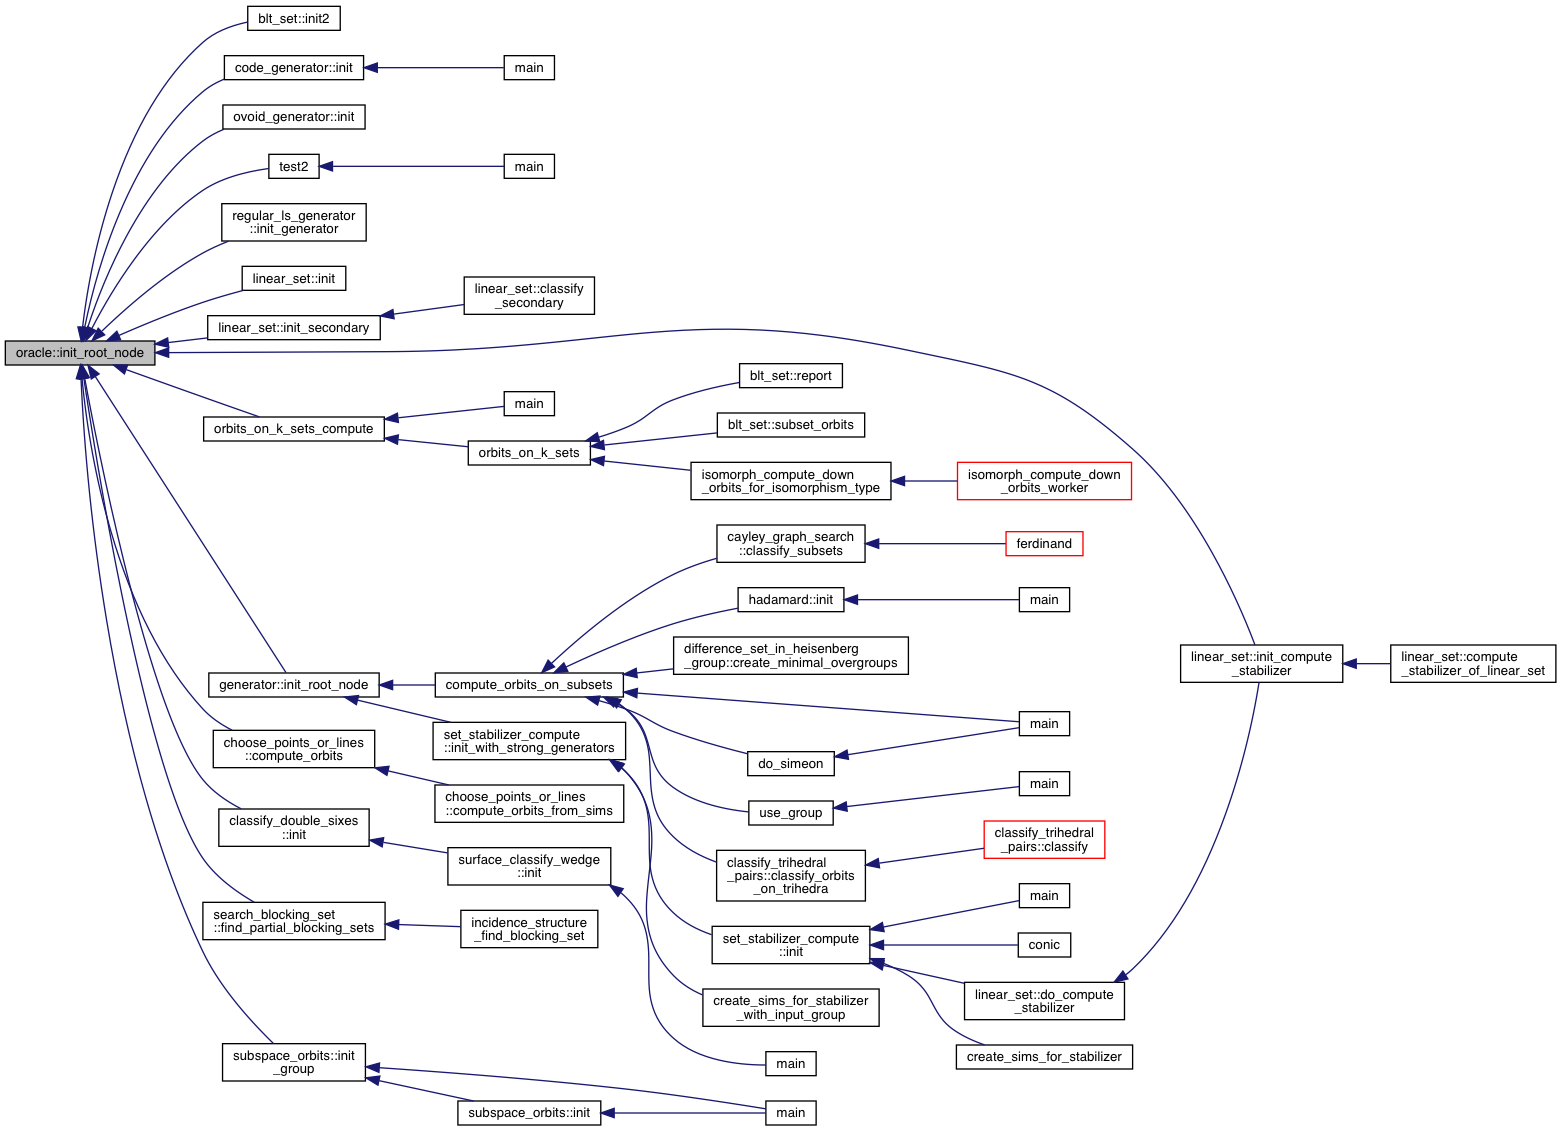 blt_set::init2
code_generator::init
main
ovoid_generator::init
test2
main
regular_ls_generator
::init_generator
linear_set::init
linear_set::classify
_secondary
linear_set::init_secondary
oracle::init_root_node
blt_set::report
main
orbits_on_k_sets_compute
blt_set::subset_orbits
orbits_on_k_sets
isomorph_compute_down
_orbits_for_isomorphism_type
isomorph_compute_down
_orbits_worker
cayley_graph_search
::classify_subsets
ferdinand
hadamard::init
main
difference_set_in_heisenberg
_group::create_minimal_overgroups
linear_set::init_compute
_stabilizer
linear_set::compute
_stabilizer_of_linear_set
generator::init_root_node
compute_orbits_on_subsets
main
set_stabilizer_compute
::init_with_strong_generators
choose_points_or_lines
::compute_orbits
do_simeon
main
choose_points_or_lines
::compute_orbits_from_sims
use_group
classify_double_sixes
::init
classify_trihedral
_pairs::classify
surface_classify_wedge
::init
classify_trihedral
_pairs::classify_orbits
_on_trihedra
main
search_blocking_set
::find_partial_blocking_sets
incidence_structure
_find_blocking_set
set_stabilizer_compute
::init
conic
linear_set::do_compute
_stabilizer
create_sims_for_stabilizer
_with_input_group
create_sims_for_stabilizer
subspace_orbits::init
_group
main
subspace_orbits::init
main